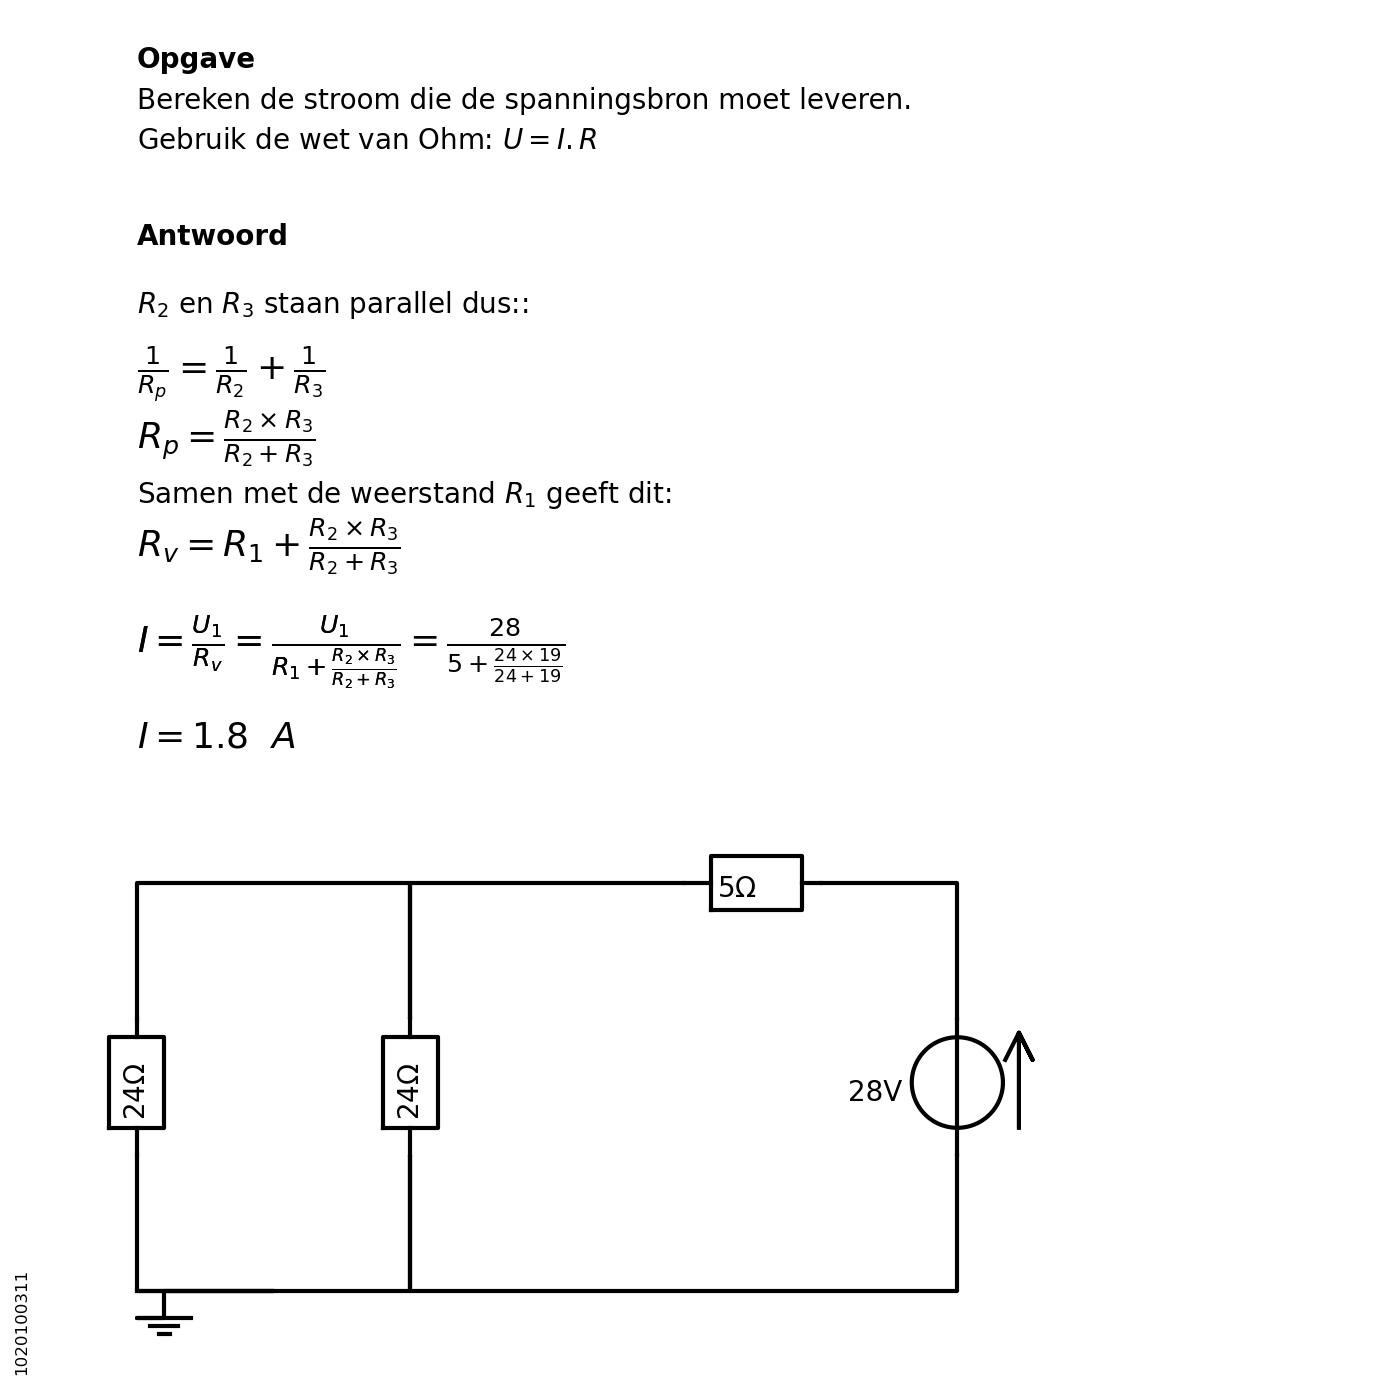 Opgave
Bereken de stroom die de spanningsbron moet leveren.
Gebruik de wet van Ohm: $U = I.R$
Antwoord
$R_2$ en $R_3$ staan parallel dus::
$\frac{1}{R_p} = \frac{1}{R_2} + \frac{1}{R_3}$
$R_p = \frac{R_2 \times R_3}{R_2 + R_3}$
Samen met de weerstand $R_1$ geeft dit:
$R_v = R_1 + \frac{R_2 \times R_3}{R_2 + R_3}$
$I = \frac{U_1}{R_v} = \frac{U_1}{R_1 + \frac{R_2 \times R_3}{R_2 + R_3}} = \frac{28}{5 + \frac{24 \times 19}{24 + 19}}$
$I = 1.8 \ \ A$
5Ω
24Ω
24Ω
28V
1020100311